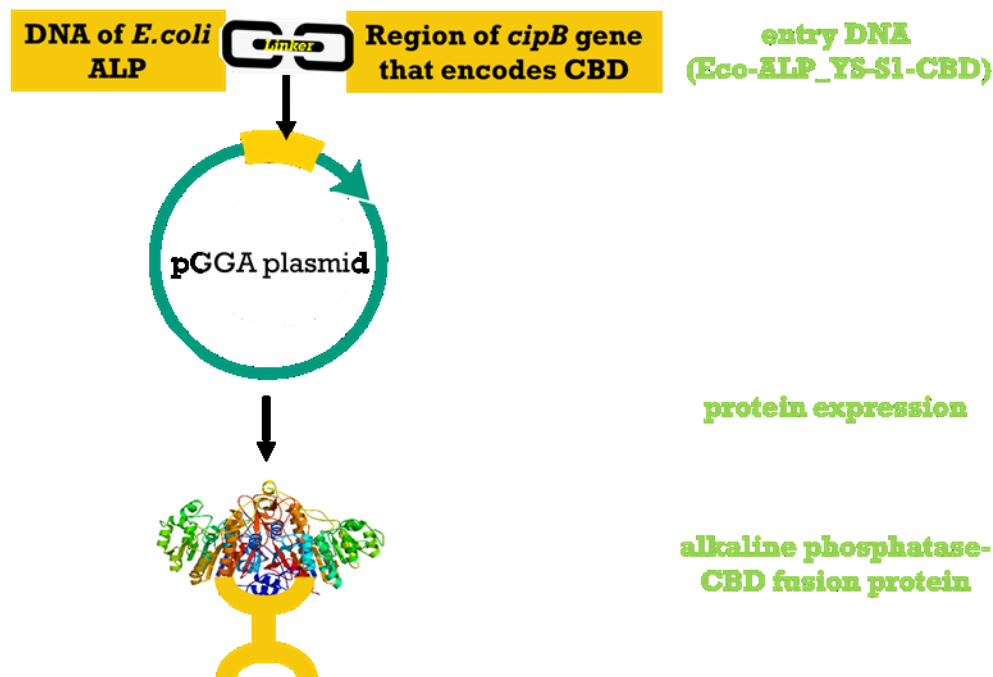 DNA of E.coli
ALP
Linker
Region of cipB gene
that encodes CBD
entry DNA
(Eco-ALP_YS-S1-CBD)
pGGA plasmid
protein expression
alkaline phosphatase-
CBD fusion protein